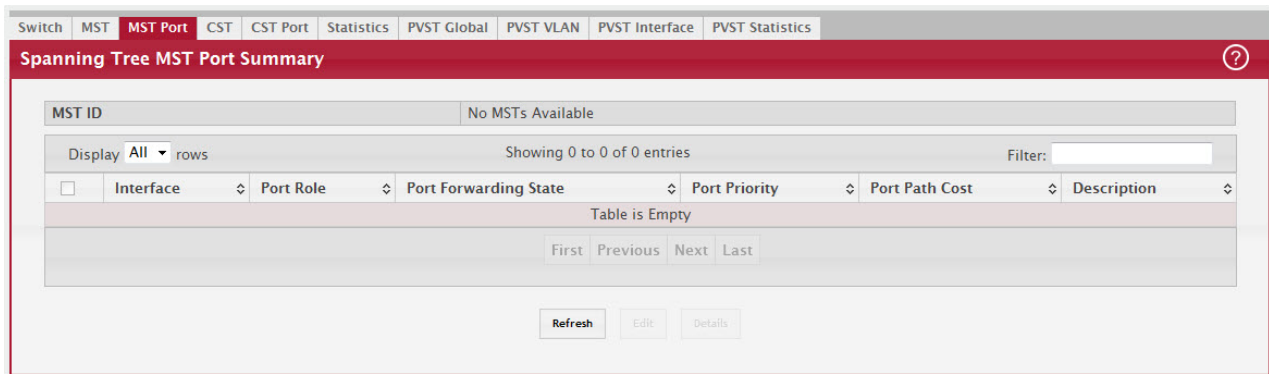 Switch MST MST Port CST CST Port Statistics PVST Global PVST VLAN PVST Interface PVST Statistics
Spanning Tree MST Port Summary ?
MST ID No MSTs Available
Display All rows Showing 0 to 0 of 0 entries Filter:
Interface Port Role Port Forwarding State Port Priority Port Path Cost Description
Table is Empty
First Previous Next Last
Refresh Edit Details